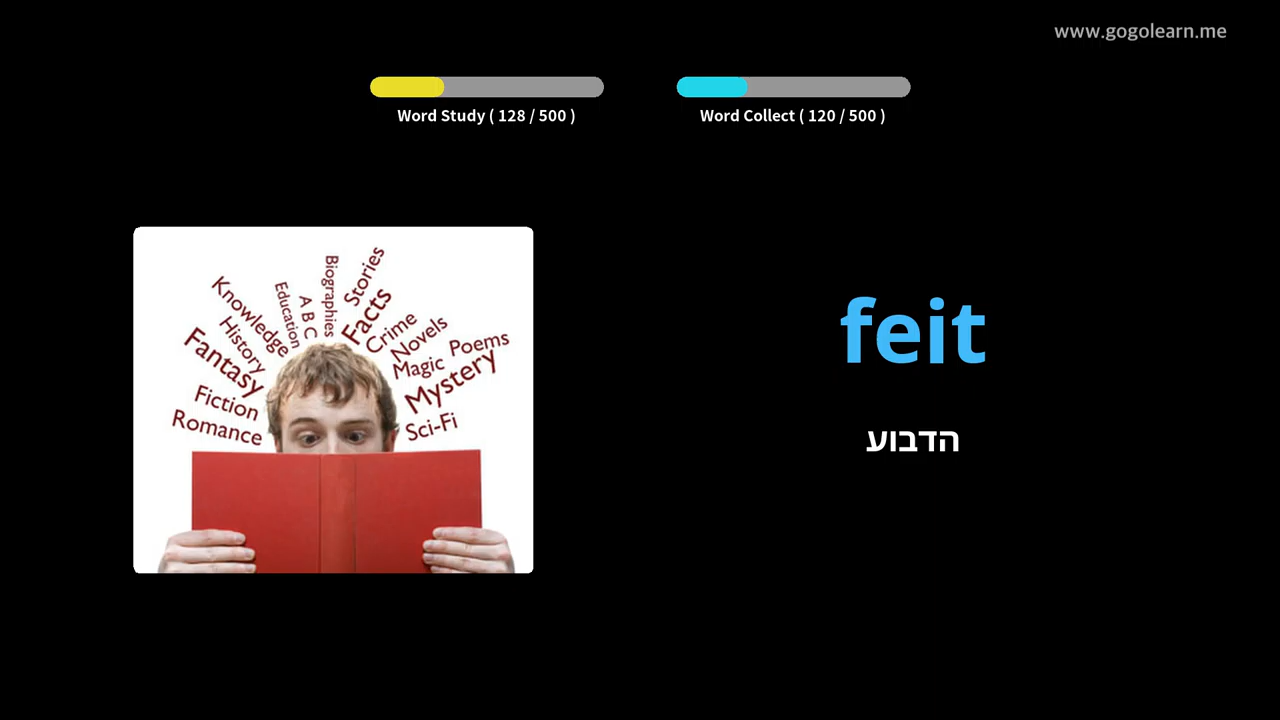 www.gogolearn.me
Word Study ( 128 / 500 )
Word Collect ( 120 / 500 )
Knowledge
History
Fantasy
Fiction
Romance
Education
A B C
Biographies
Stories
Facts
Crime
Novels
Magic
Poems
Mystery
Sci-Fi
feit
הדבוע